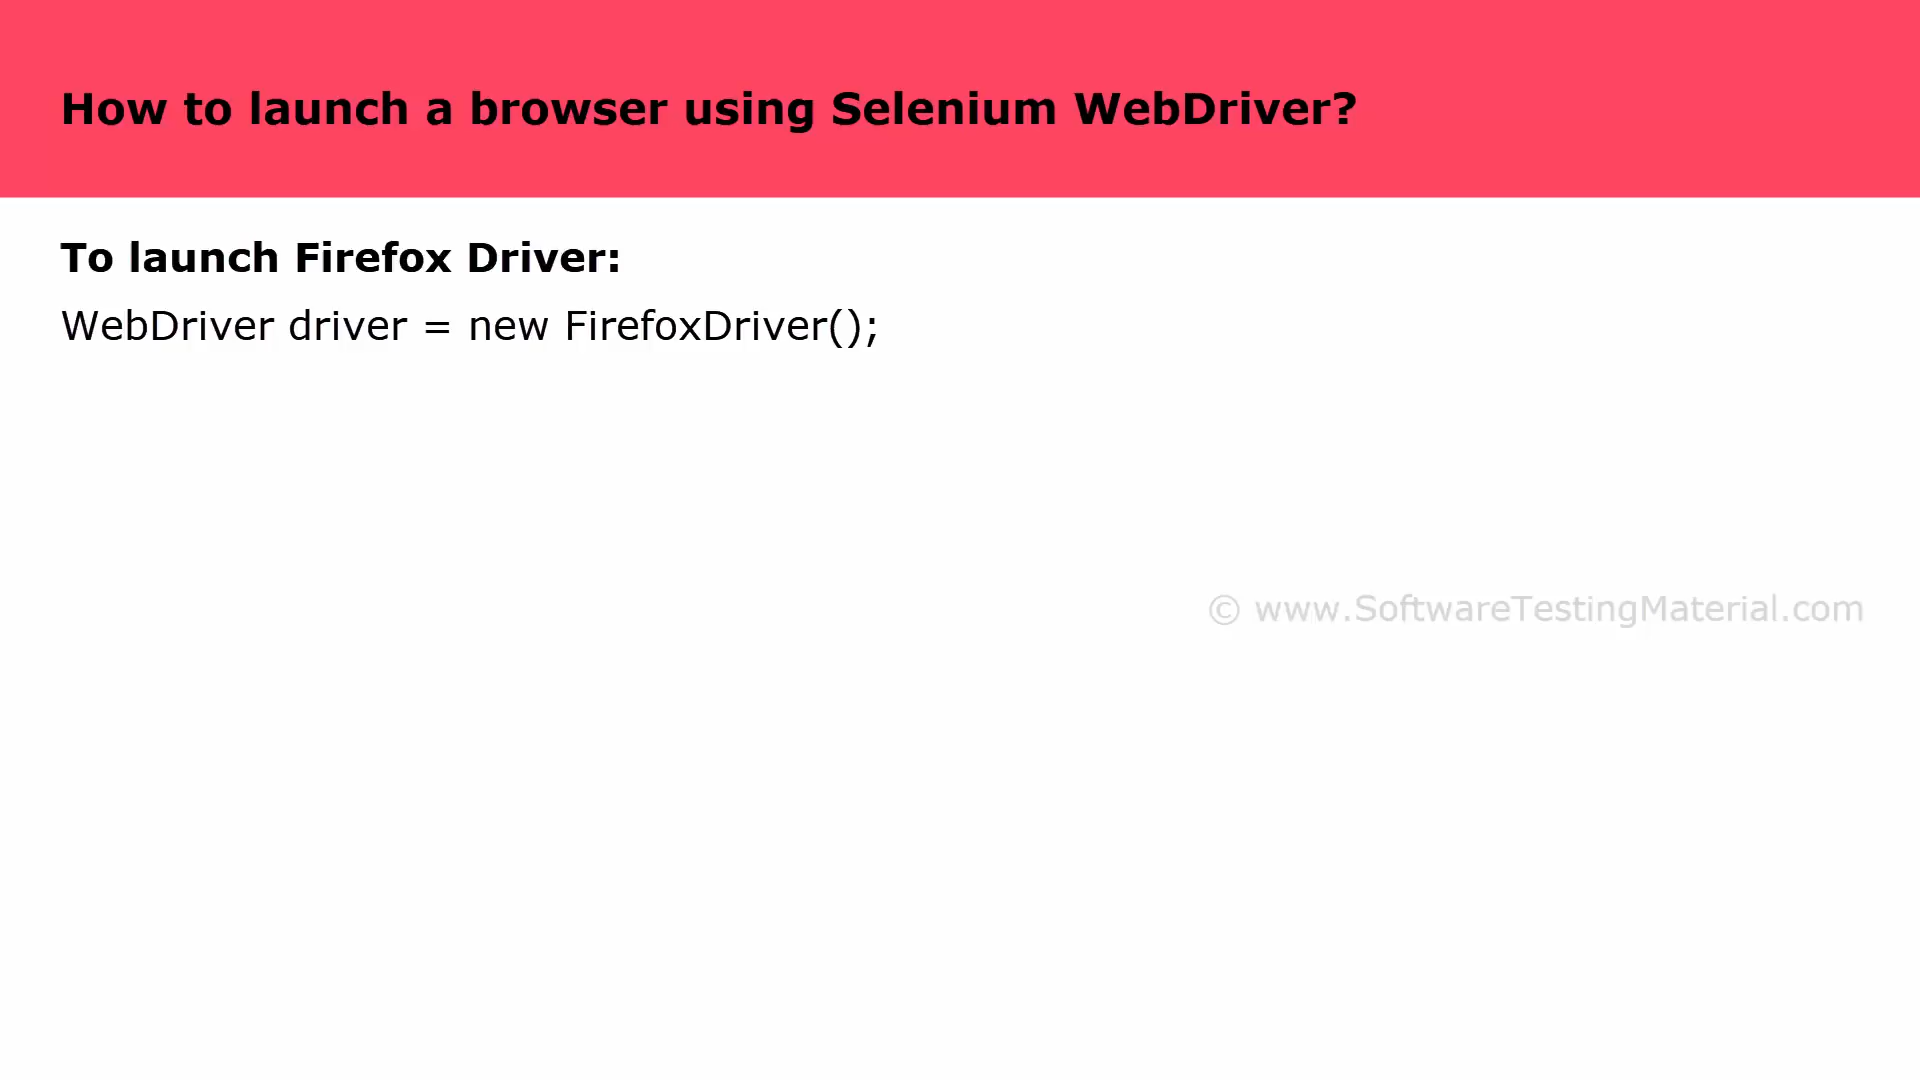 How to launch a browser using Selenium WebDriver?
To launch Firefox Driver:
WebDriver driver = new FirefoxDriver();
© www.SoftwareTestingMaterial.com